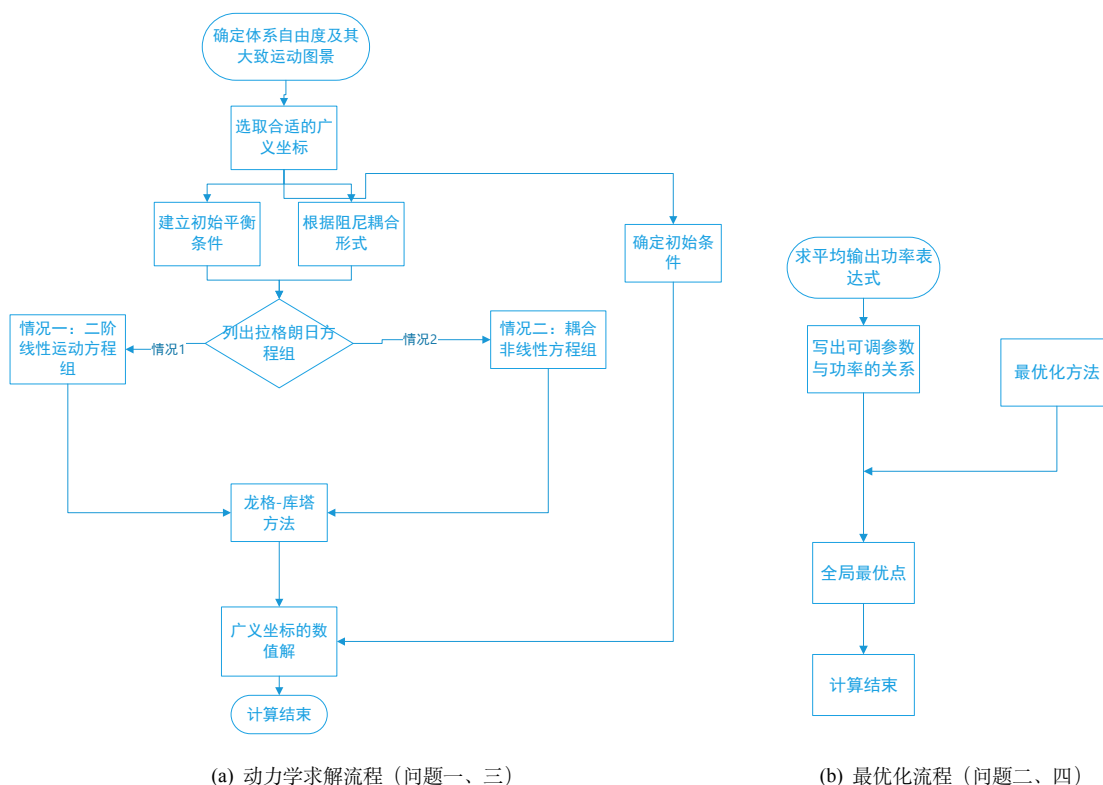 确定体系自由度及其
大致运动图景
选取合适的广
义坐标
建立初始平衡
条件
根据阻尼耦合
形式
确定初始条
件
列出拉格朗日方
程组
情况1
情况2
情况一：二阶
线性运动方程
组
情况二：耦合
非线性方程组
龙格-库塔
方法
广义坐标的数
值解
计算结束
(a) 动力学求解流程（问题一、三）
求平均输出功率表
达式
写出可调参数
与功率的关系
最优化方法
全局最优点
计算结束
(b) 最优化流程（问题二、四）